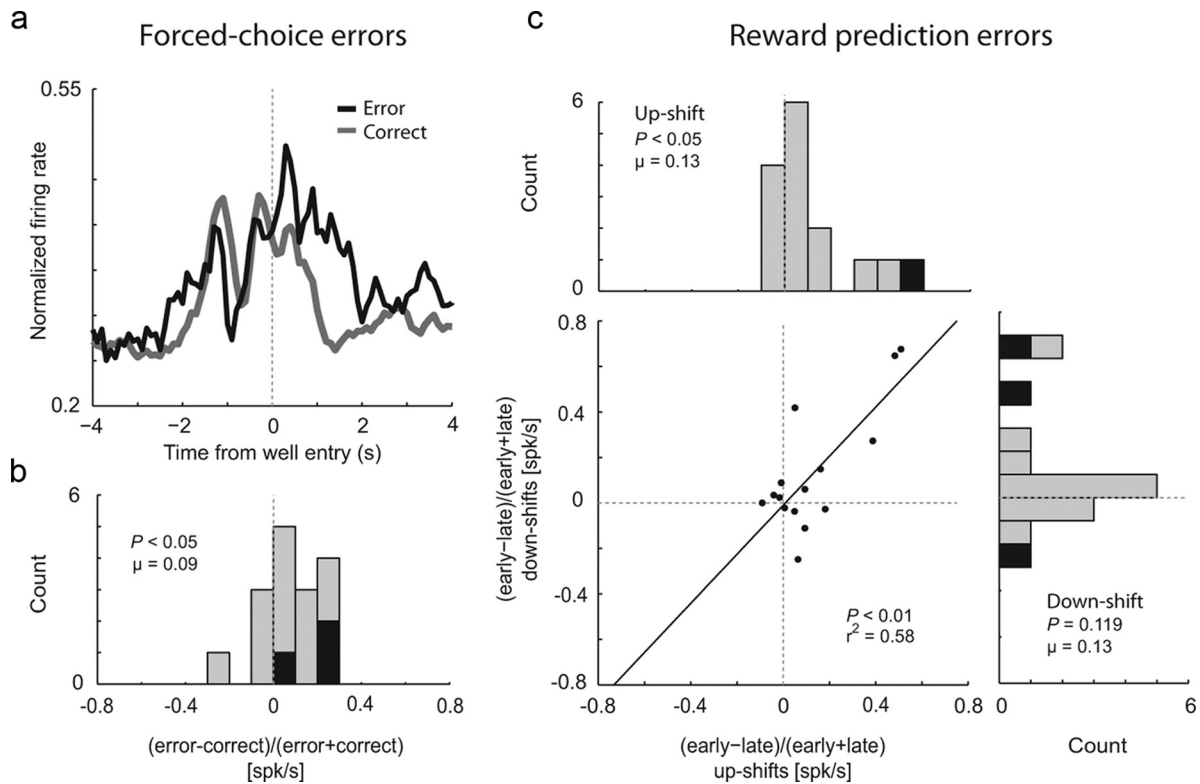 a
Forced-choice errors
0.55
Error
Correct
Normalized firing rate
0.2
−4
−2
0
2
4
Time from well entry (s)
b
6
P < 0.05
μ = 0.09
Count
0
-0.8
-0.4
0
0.4
0.8
(error-correct)/(error+correct)
[spk/s]
c
Reward prediction errors
6
Up-shift
P < 0.05
μ = 0.13
Count
0
0.8
0.4
0
-0.4
-0.8
(early−late)/(early+late)
down-shifts [spk/s]
P < 0.01
r² = 0.58
-0.8
-0.4
0
0.4
0.8
(early−late)/(early+late)
up-shifts [spk/s]
Down-shift
P = 0.119
μ = 0.13
0
6
Count